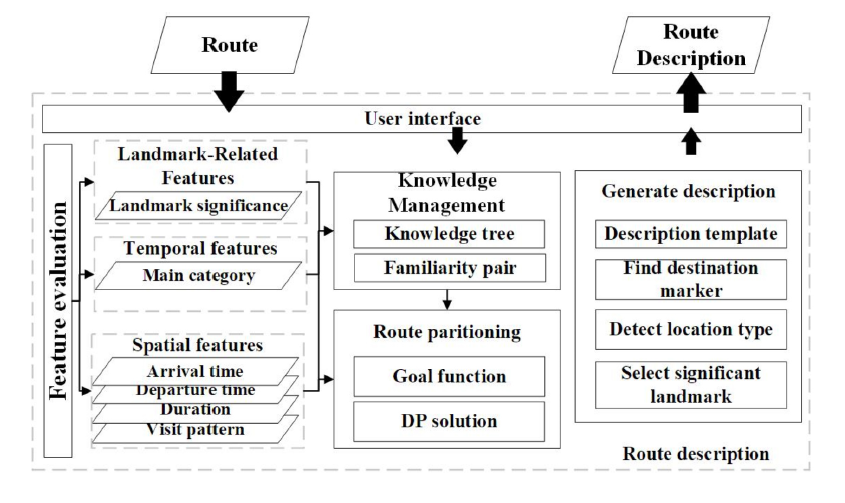 Route
Route
Description
User interface
Feature evaluation
Landmark-Related
Features
Landmark significance
Temporal features
Main category
Spatial features
Arrival time
Departure time
Duration
Visit pattern
Knowledge
Management
Knowledge tree
Familiarity pair
Route paritioning
Goal function
DP solution
Generate description
Description template
Find destination
marker
Detect location type
Select significant
landmark
Route description